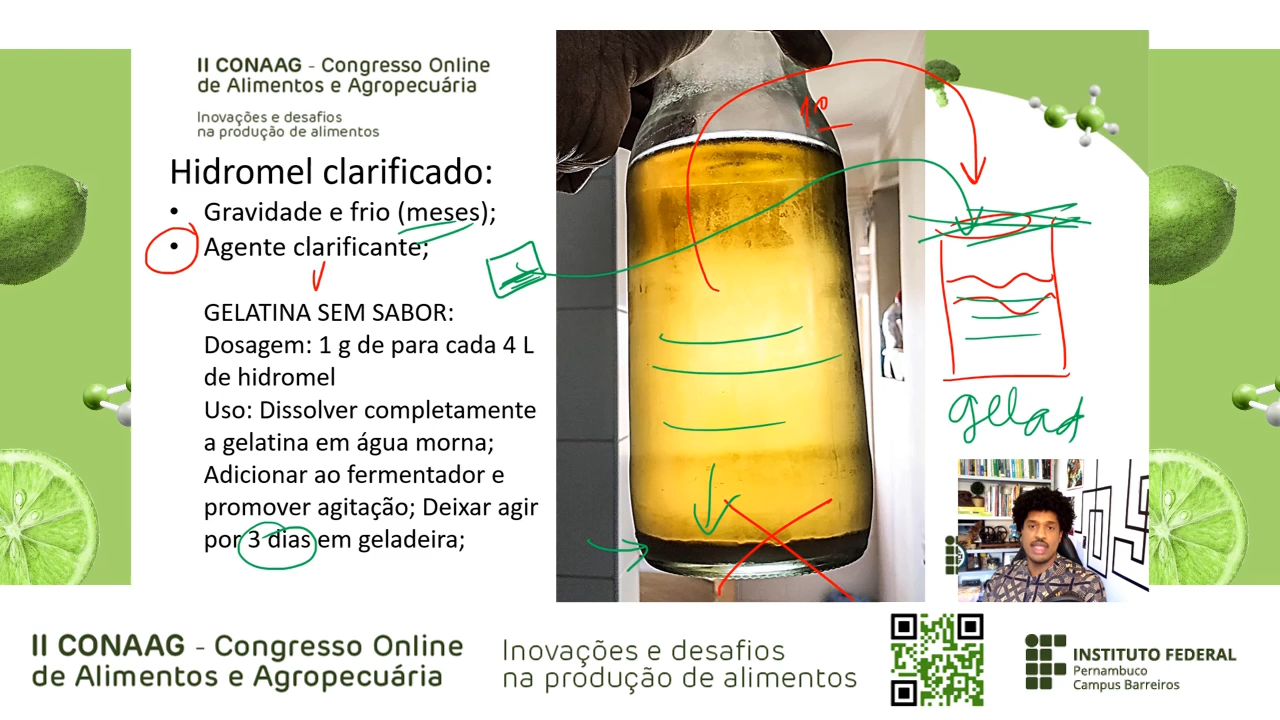 II CONAAG - Congresso Online
de Alimentos e Agropecuária
Inovações e desafios
na produção de alimentos
Hidromel clarificado:
• Gravidade e frio (meses);
• Agente clarificante;
GELATINA SEM SABOR:
Dosagem: 1 g de para cada 4 L
de hidromel
Uso: Dissolver completamente
a gelatina em água morna;
Adicionar ao fermentador e
promover agitação; Deixar agir
por 3 dias em geladeira;
1º
gelad
II CONAAG - Congresso Online
de Alimentos e Agropecuária
Inovações e desafios
na produção de alimentos
INSTITUTO FEDERAL
Pernambuco
Campus Barreiros